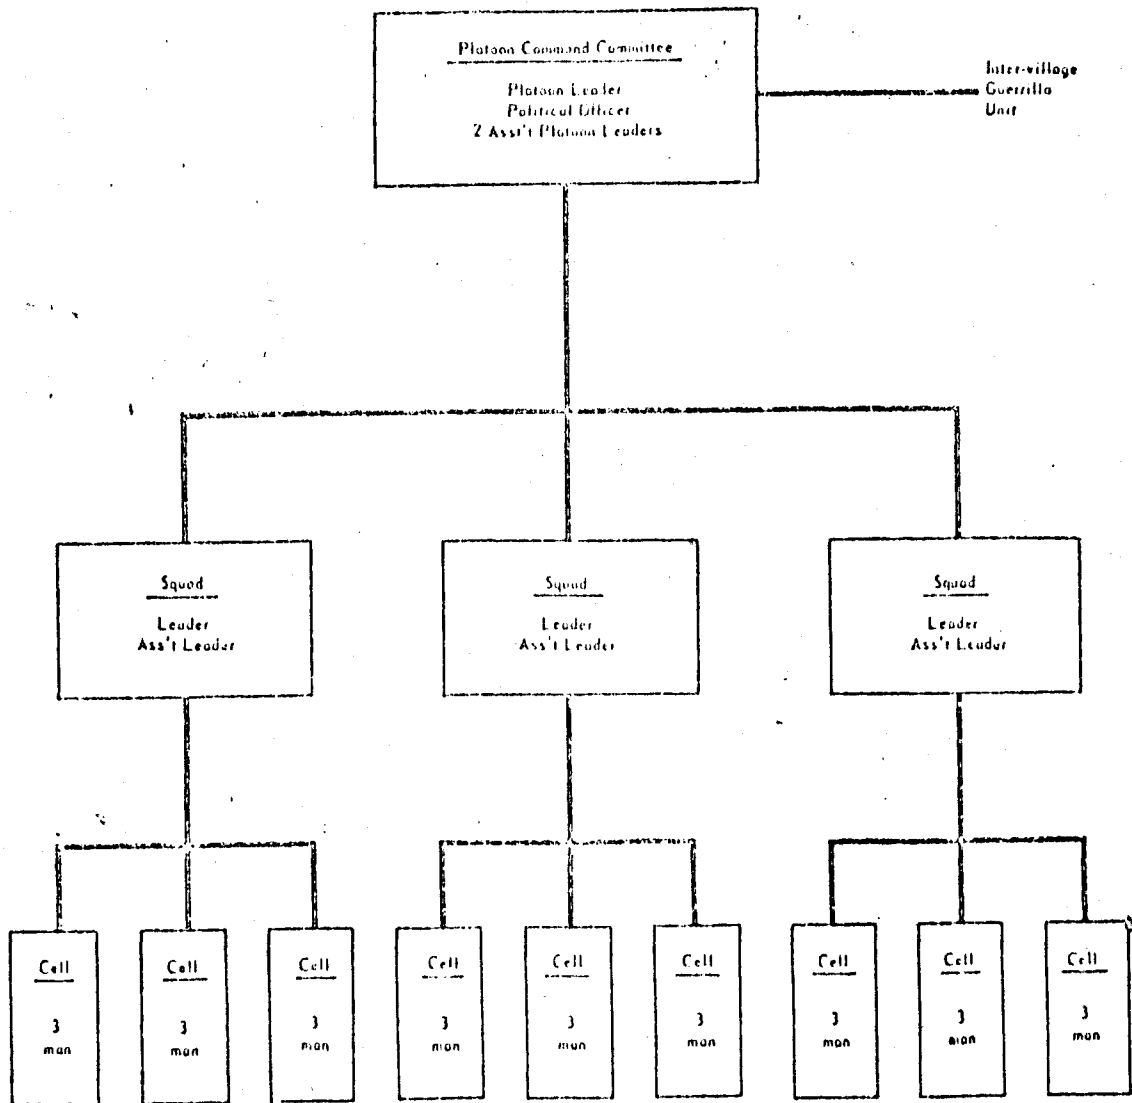 Platoon Command Committee
Platoon Leader
Political Officer
2 Ass't Platoon Leaders
Inter-village
Guerrilla
Unit
Squad
Leader
Ass't Leader
Squad
Leader
Ass't Leader
Squad
Leader
Ass't Leader
Cell
3
man
Cell
3
man
Cell
3
man
Cell
3
man
Cell
3
man
Cell
3
man
Cell
3
man
Cell
3
man
Cell
3
man